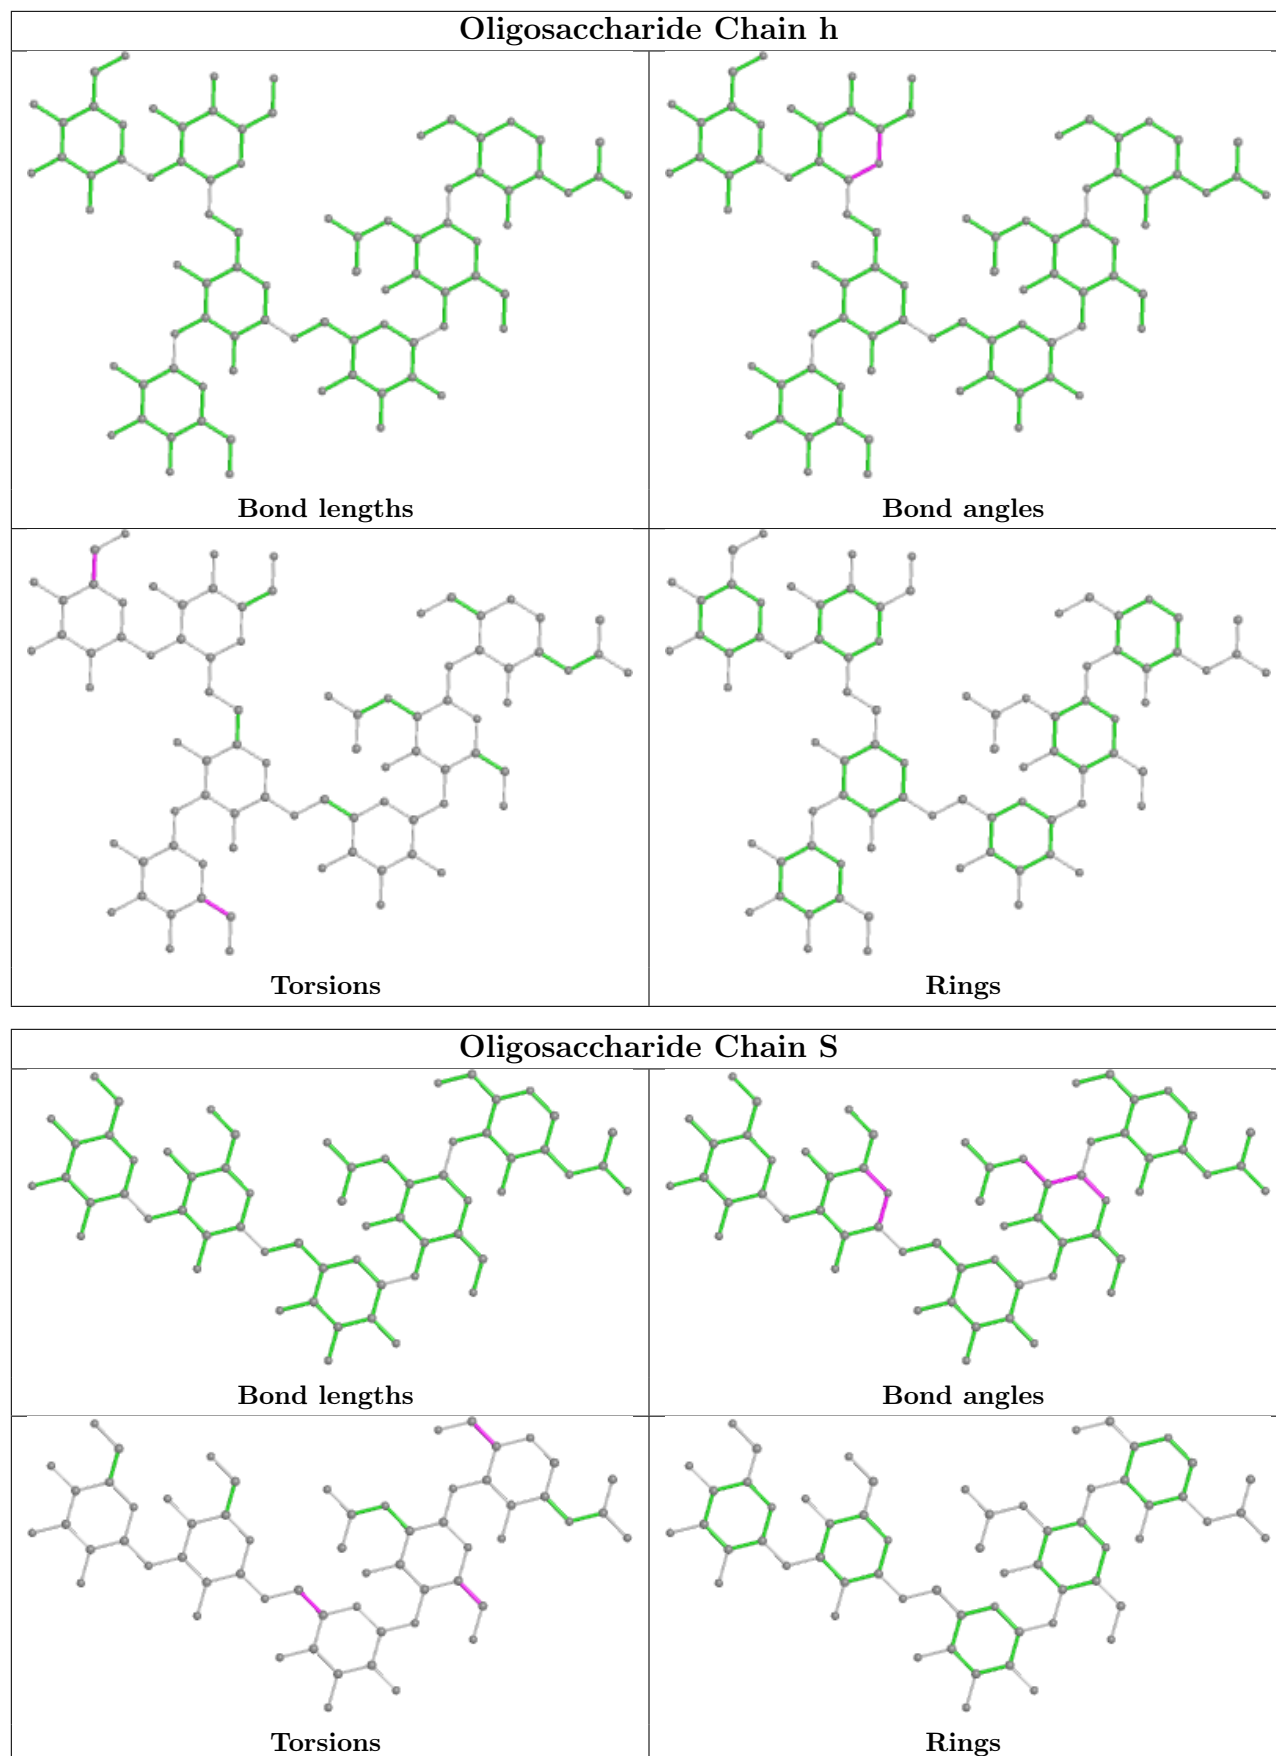 Oligosaccharide Chain h
Bond lengths
Bond angles
Torsions
Rings
Oligosaccharide Chain S
Bond lengths
Bond angles
Torsions
Rings